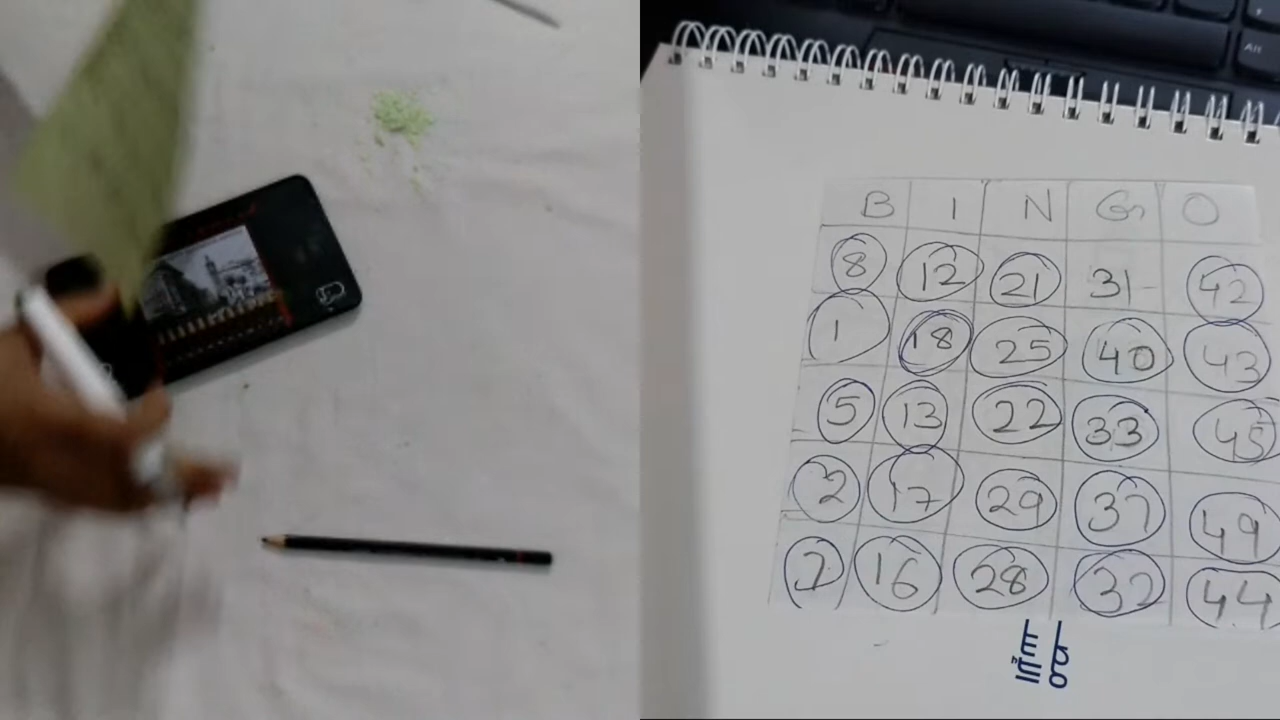 Alt
B I N G O
8 12 21 31 42
1 18 25 40 43
5 13 22 33 45
2 17 29 37 49
7 16 28 32 44